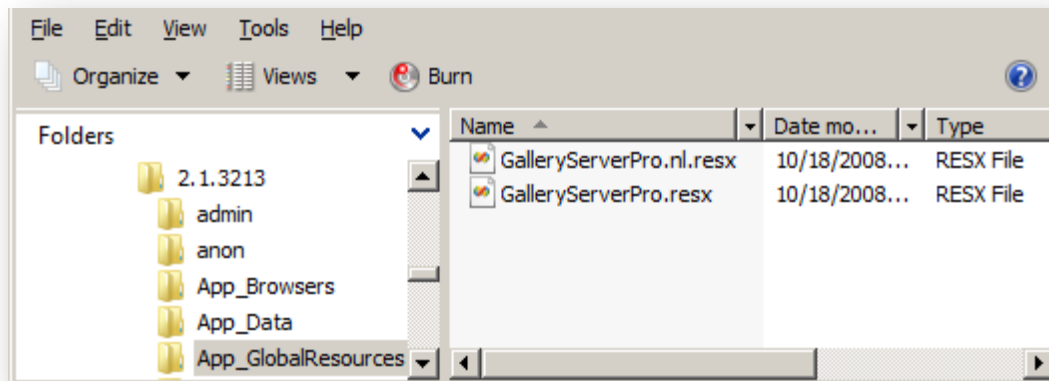 File Edit View Tools Help
Organize Views Burn
Folders
2.1.3213
admin
anon
App_Browsers
App_Data
App_GlobalResources
Name Date mo... Type
GalleryServerPro.nl.resx 10/18/2008... RESX File
GalleryServerPro.resx 10/18/2008... RESX File